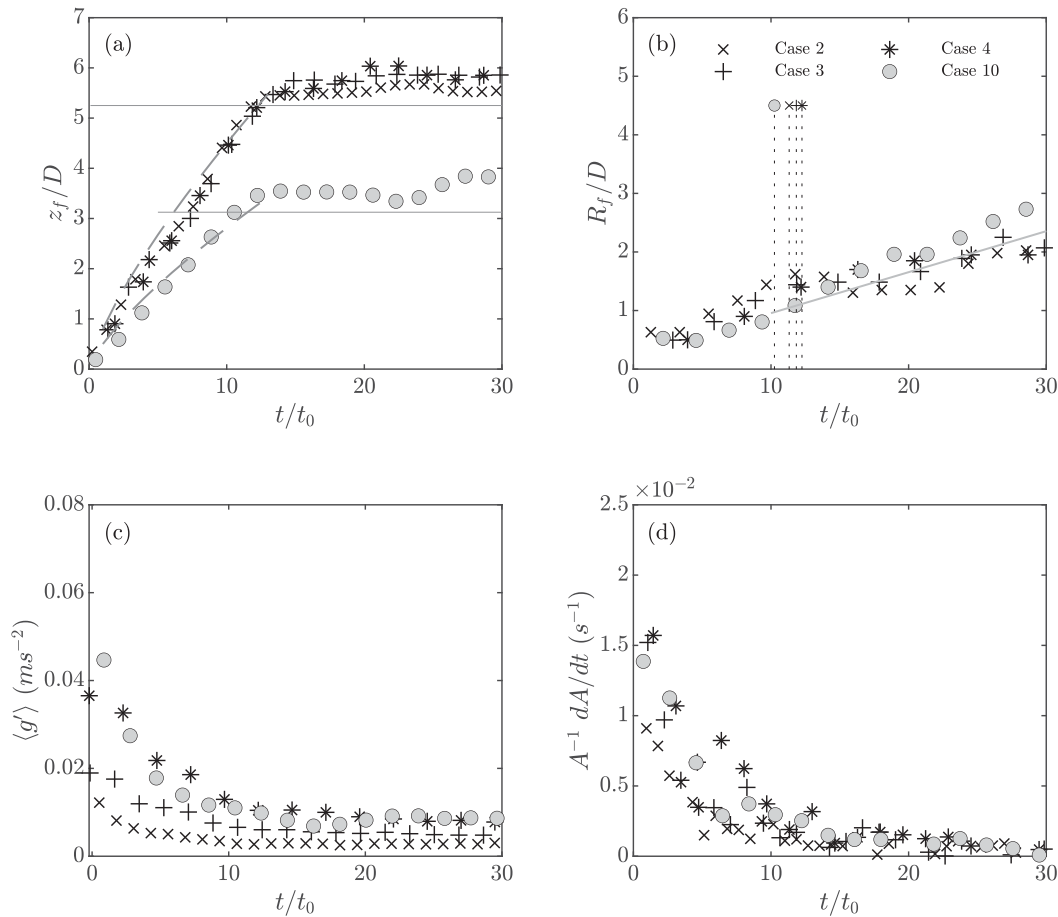 7
6
5
4
3
2
1
0
(a)
z_f/D
0
10
20
30
t/t_0
6
5
4
3
2
1
0
(b)
× Case 2
+ Case 3
Case 4
Case 10
R_f/D
0
10
20
30
t/t_0
0.08
0.06
0.04
0.02
0
(c)
⟨g′⟩ (ms⁻²)
0
10
20
30
t/t_0
×10⁻²
2.5
2
1.5
1
0.5
0
(d)
A⁻¹ dA/dt (s⁻¹)
0
10
20
30
t/t_0